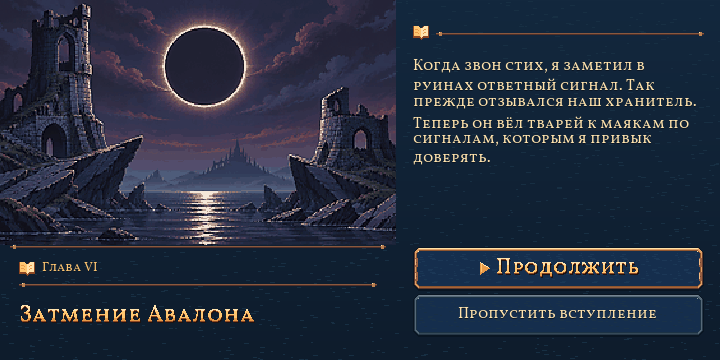 Глава VI
Затмение Авалона
Когда звон стих, я заметил в
руинах ответный сигнал. Так
прежде отзывался наш хранитель.
Теперь он вёл тварей к маякам по
сигналам, которым я привык
доверять.
Продолжить
Пропустить вступление